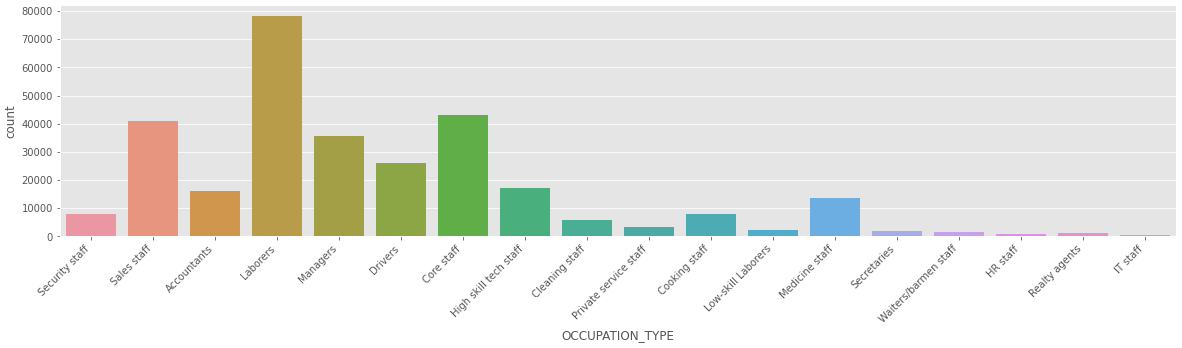 80000
70000
60000
50000
40000
30000
20000
10000
0
count
Security staff
Sales staff
Accountants
Laborers
Managers
Drivers
Core staff
High skill tech staff
Cleaning staff
Private service staff
Cooking staff
Low-skill Laborers
Medicine staff
Secretaries
Waiters/barmen staff
HR staff
Realty agents
IT staff
OCCUPATION_TYPE